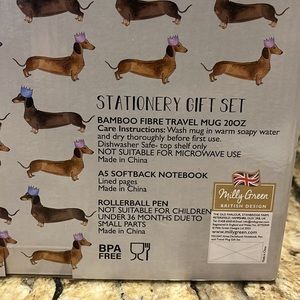 STATIONERY GIFT SET
BAMBOO FIBRE TRAVEL MUG 20OZ
Care Instructions: Wash mug in warm soapy water
and dry thoroughly before first use.
Dishwasher Safe- top shelf only
NOT SUITABLE FOR MICROWAVE USE
Made in China
A5 SOFTBACK NOTEBOOK
Lined pages
Made in China
ROLLERBALL PEN
NOT SUITABLE FOR CHILDREN
UNDER 36 MONTHS DUE TO
SMALL PARTS
Made in China
BPA
FREE
Milly Green
BRITISH DESIGN
www.millygreen.com